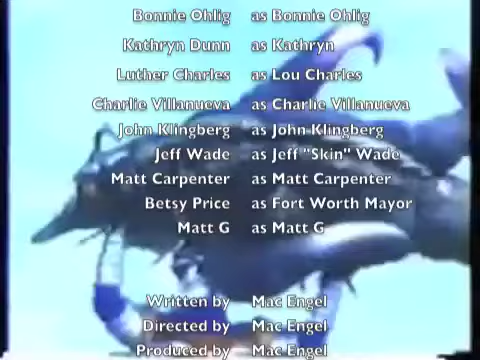 Bonnie Ohlig as Bonnie Ohlig
Kathryn Dunn as Kathryn
Luther Charles as Lou Charles
Charlie Villanueva as Charlie Villanueva
John Klingberg as John Klingberg
Jeff Wade as Jeff "Skin" Wade
Matt Carpenter as Matt Carpenter
Betsy Price as Fort Worth Mayor
Matt G as Matt G
Written by Mac Engel
Directed by Mac Engel
Produced by Mac Engel